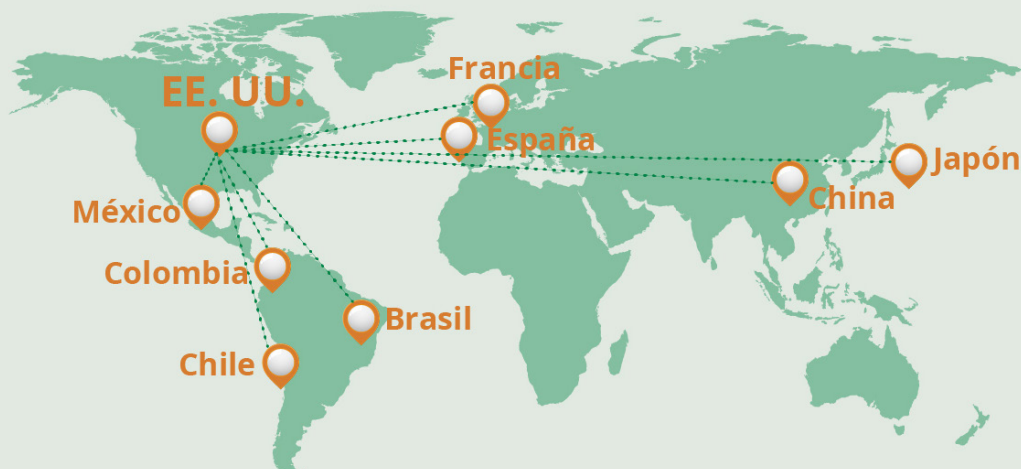 Francia
EE. UU.
España
Japón
China
México
Colombia
Brasil
Chile